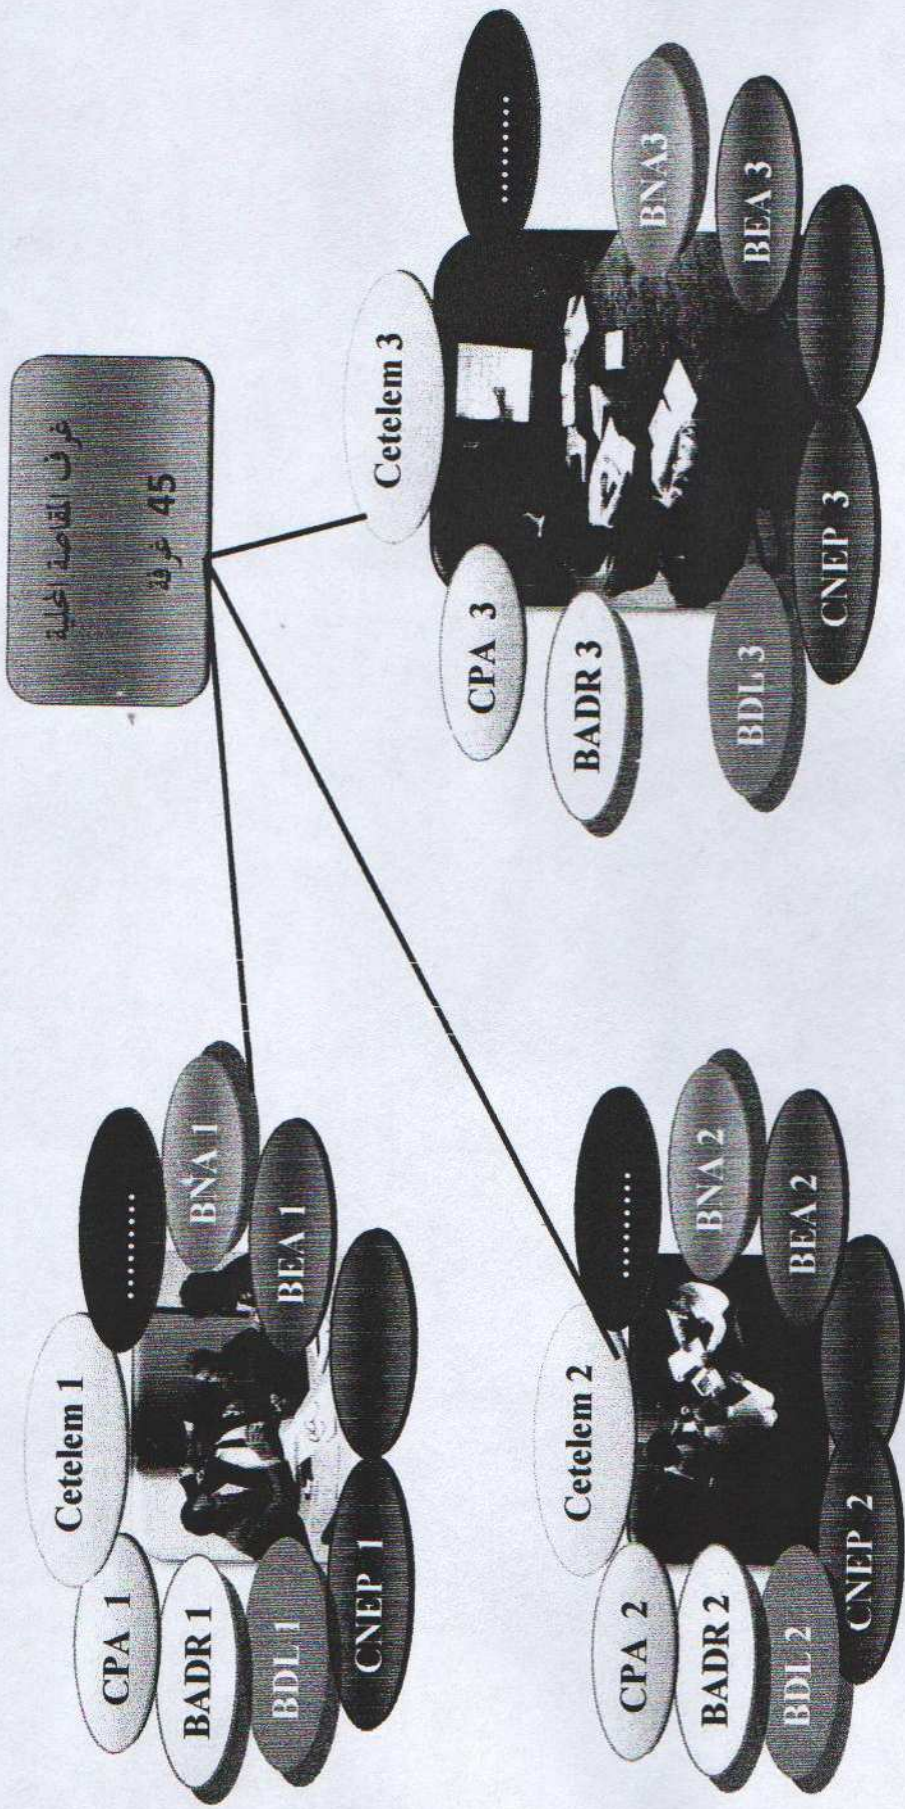 غرف المقاصة المحلية
45 غرفة
Cetelem 1
CPA 1
.........
BADR 1
BNA 1
BDL 1
BEA 1
CNEP 1
Cetelem 2
CPA 2
.........
BADR 2
BNA 2
BDL 2
BEA 2
CNEP 2
Cetelem 3
CPA 3
.........
BADR 3
BNA3
BDL 3
BEA 3
CNEP 3